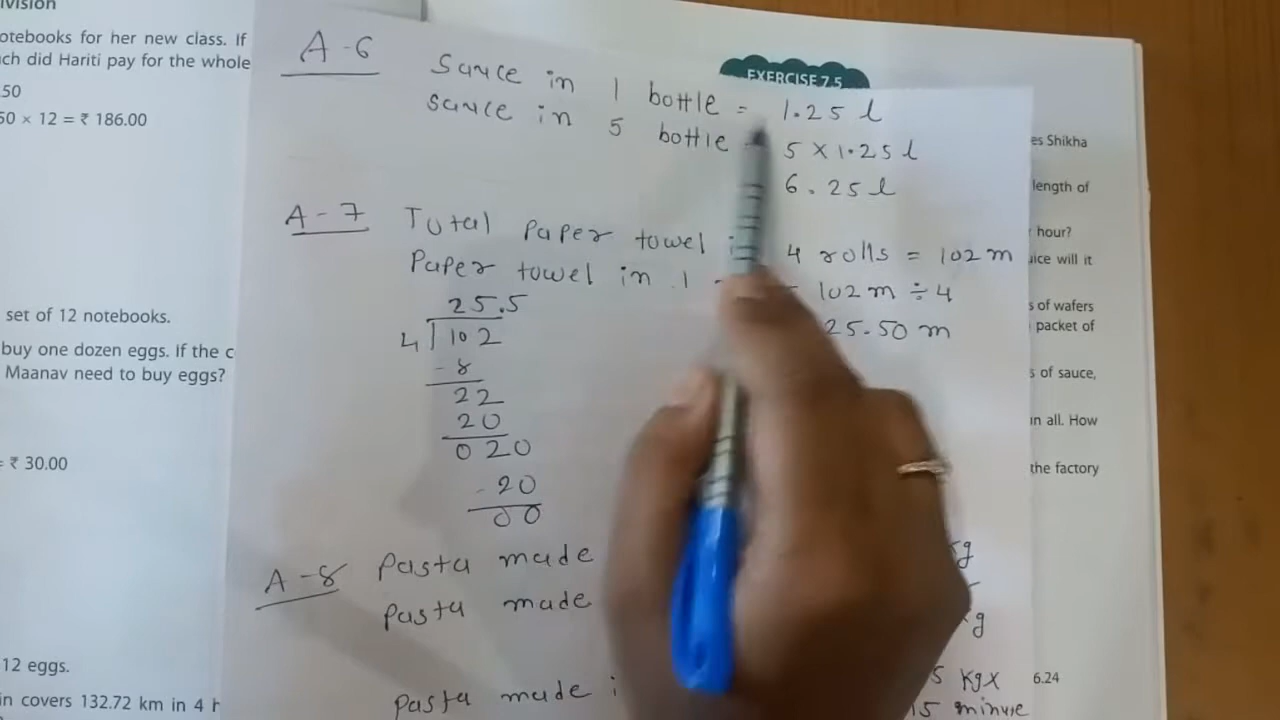 ivision
otebooks for her new class. If
ch did Hariti pay for the whole
50
50 × 12 = ₹ 186.00
set of 12 notebooks.
buy one dozen eggs. If the c
Maanav need to buy eggs?
= ₹ 30.00
12 eggs.
in covers 132.72 km in 4 h
EXERCISE 7.5
A-6 Sauce in 1 bottle = 1.25 l
Sauce in 5 bottle 5 × 1.25 l
6.25 l
A-7 Total Paper towel 4 rolls = 102 m
Paper towel in 1 102 m ÷ 4
25.50 m
25.5
4 102
- 8
22
20
020
- 20
00
A-8 Pasta made kg
Pasta made
kg
Pasta made 5 kg x
15 minute
es Shikha
length of
hour?
uice will it
s of wafers
packet of
s of sauce,
in all. How
the factory
6.24